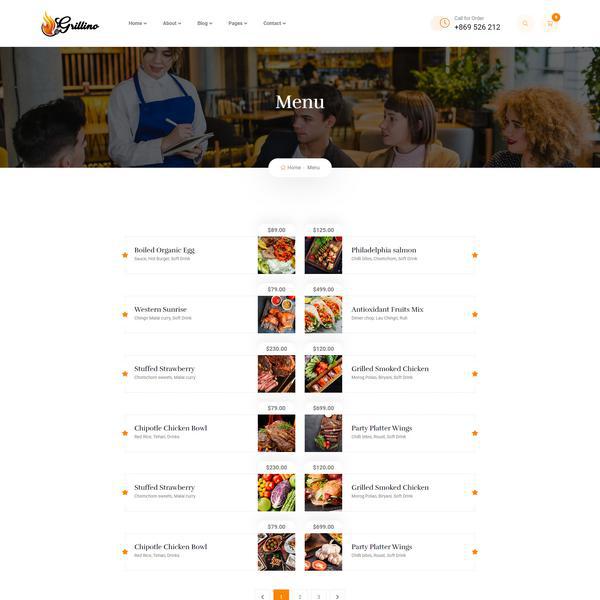 Grillino
Home
About
Blog
Pages
Contact
Call for Order
+869 526 212
Menu
Home - Menu
$89.00
Boiled Organic Egg
Sauce, Hot Burger, Soft Drink
$125.00
Philadelphia salmon
Chilli bites, Chomchom, Soft Drink
$79.00
Western Sunrise
Chingo Malai curry, Soft Drink
$499.00
Antioxidant Fruits Mix
Dimer chop, Lau Chingri, Ruti
$230.00
Stuffed Strawberry
Chomchom sweets, Malai curry
$120.00
Grilled Smoked Chicken
Morog Polao, Biryani, Soft Drink
$79.00
Chipotle Chicken Bowl
Red Rice, Tehari, Drinks
$699.00
Party Platter Wings
Chilli bites, Roust, Soft Drink
$230.00
Stuffed Strawberry
Chomchom sweets, Malai curry
$120.00
Grilled Smoked Chicken
Morog Polao, Biryani, Soft Drink
$79.00
Chipotle Chicken Bowl
Red Rice, Tehari, Drinks
$699.00
Party Platter Wings
Chilli bites, Roust, Soft Drink
1 2 3